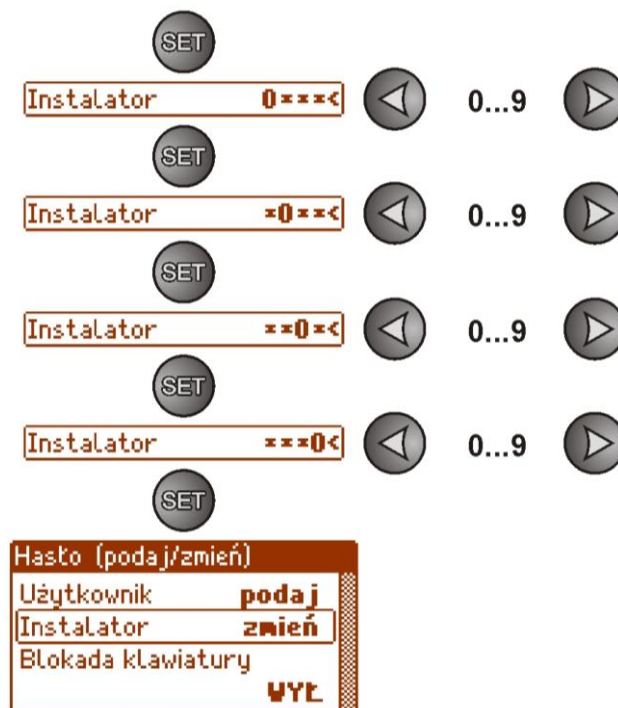 SET
Instalator 0***<
0...9
SET
Instalator *0**<
0...9
SET
Instalator **0*<
0...9
SET
Instalator ***0<
0...9
SET
Hasło (podaj/zmień)
Użytkownik podaj
Instalator zmień
Blokada klawiatury
WYŁ